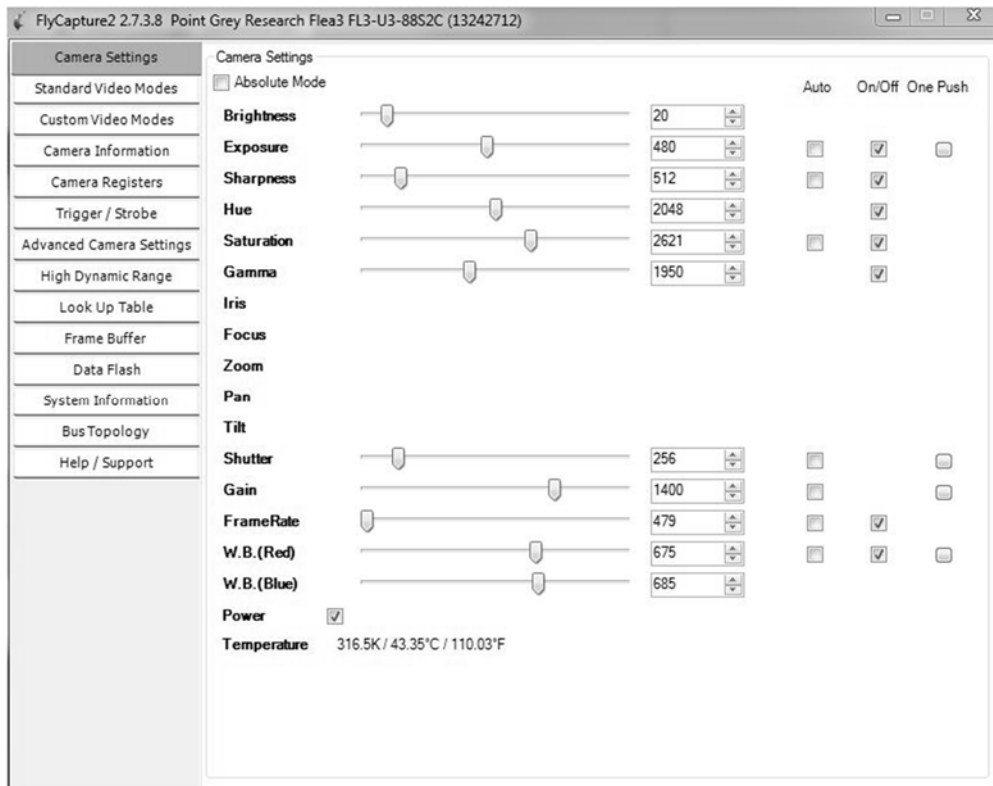 FlyCapture2 2.7.3.8 Point Grey Research Flea3 FL3-U3-88S2C (13242712)
Camera Settings
Standard Video Modes
Custom Video Modes
Camera Information
Camera Registers
Trigger / Strobe
Advanced Camera Settings
High Dynamic Range
Look Up Table
Frame Buffer
Data Flash
System Information
Bus Topology
Help / Support
Camera Settings
Absolute Mode
Auto On/Off One Push
Brightness 20
Exposure 480
Sharpness 512
Hue 2048
Saturation 2621
Gamma 1950
Iris
Focus
Zoom
Pan
Tilt
Shutter 256
Gain 1400
FrameRate 479
W.B.(Red) 675
W.B.(Blue) 685
Power
Temperature 316.5K / 43.35°C / 110.03°F